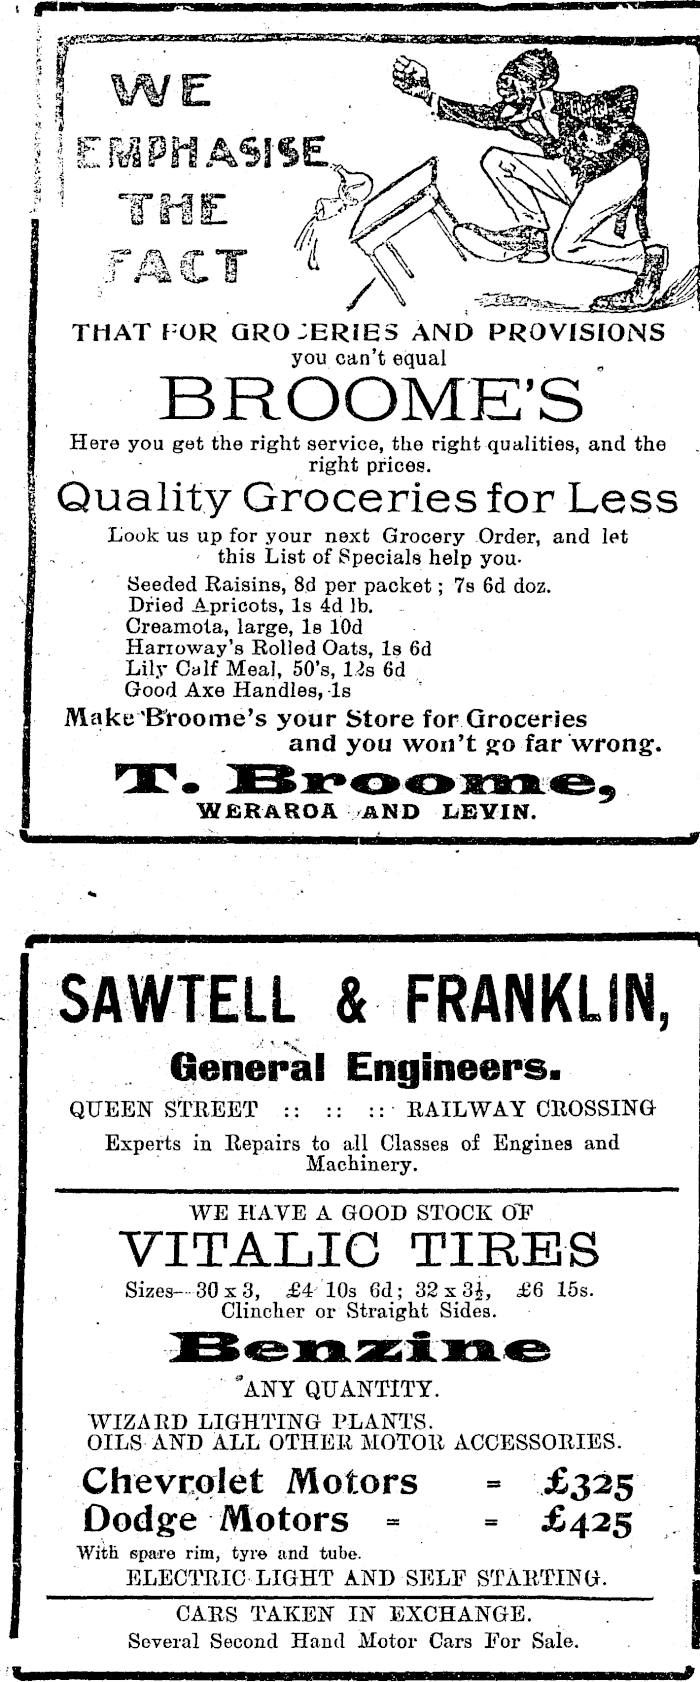 WE
EMPHASISE
THE
FACT
THAT FOR GROCERIES AND PROVISIONS
you can't equal
BROOME'S
Here you get the right service, the right qualities, and the
right prices.
Quality Groceries for Less
Look us up for your next Grocery Order, and let
this List of Specials help you.
Seeded Raisins, 8d per packet; 7s 6d doz.
Dried Apricots, 1s 4d lb.
Creamota, large, 1s 10d
Harroway's Rolled Oats, 1s 6d
Lily Calf Meal, 50's, 6d
Good Axe Handles, 1s
Make Broome's your Store for Groceries
and you won't go far wrong.
T. Broome,
WERAROA AND LEVIN.
SAWTELL & FRANKLIN,
General Engineers.
QUEEN STREET :: :: :: RAILWAY CROSSING
Experts in Repairs to all Classes of Engines and
Machinery.
WE HAVE A GOOD STOCK OF
VITALIC TIRES
Sizes—30 x 3, £4 10s 6d; 32 x 3½, £6 15s.
Clincher or Straight Sides.
Benzine
ANY QUANTITY.
WIZARD LIGHTING PLANTS.
OILS AND ALL OTHER MOTOR ACCESSORIES.
Chevrolet Motors = £325
Dodge Motors = = £425
With spare rim, tyre and tube.
ELECTRIC LIGHT AND SELF STARTING.
CARS TAKEN IN EXCHANGE.
Several Second Hand Motor Cars For Sale.